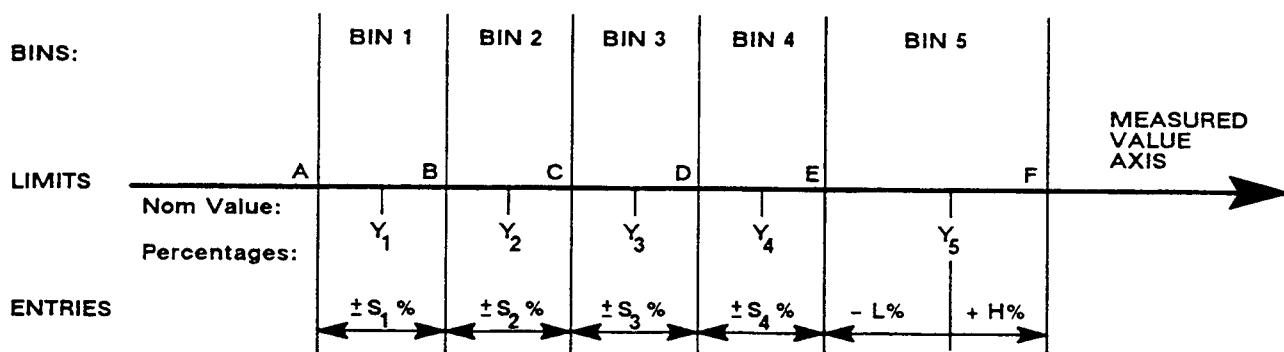 BINS: BIN 1 BIN 2 BIN 3 BIN 4 BIN 5
MEASURED
VALUE
AXIS
LIMITS A B C D E F
Nom Value: Y1 Y2 Y3 Y4 Y5
Percentages:
ENTRIES ±S1 % ±S2 % ±S3 % ±S4 % – L% + H%